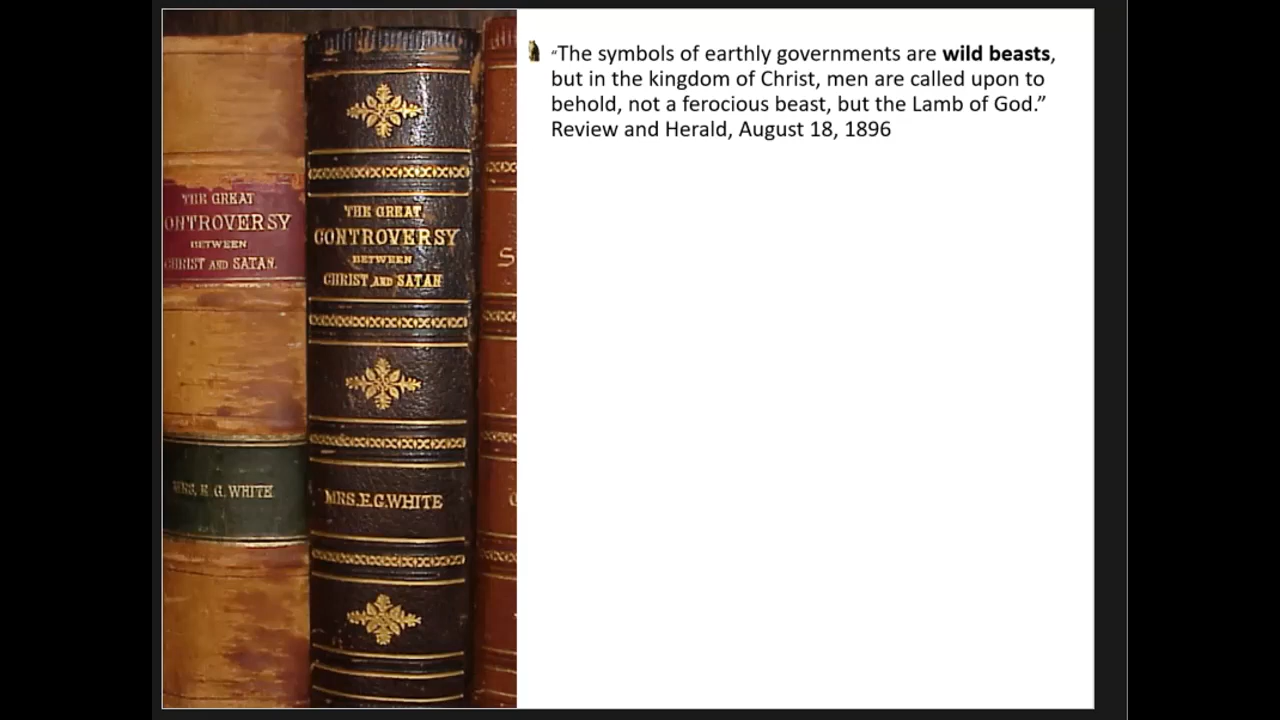 THE GREAT
ONTROVERSY
BETWEEN
CHRIST AND SATAN.
MRS. E. G. WHITE
THE GREAT
CONTROVERSY
BETWEEN
CHRIST AND SATAN
MRS.E.G.WHITE
S
“The symbols of earthly governments are wild beasts,
but in the kingdom of Christ, men are called upon to
behold, not a ferocious beast, but the Lamb of God.”
Review and Herald, August 18, 1896